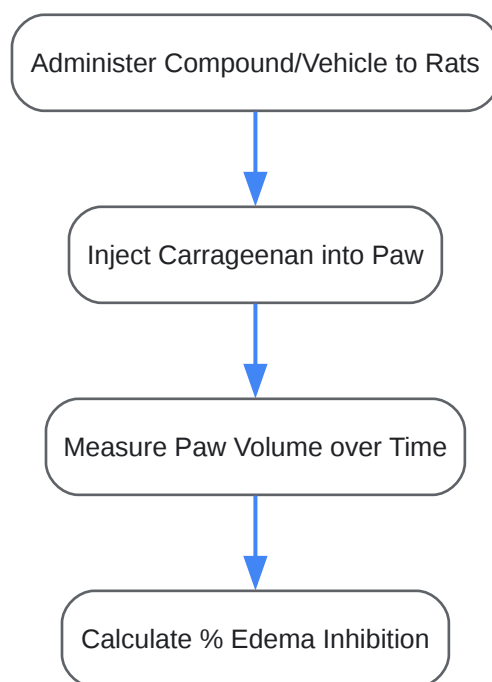 Administer Compound/Vehicle to Rats
Inject Carrageenan into Paw
Measure Paw Volume over Time
Calculate % Edema Inhibition